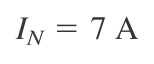 I_N = 7 A